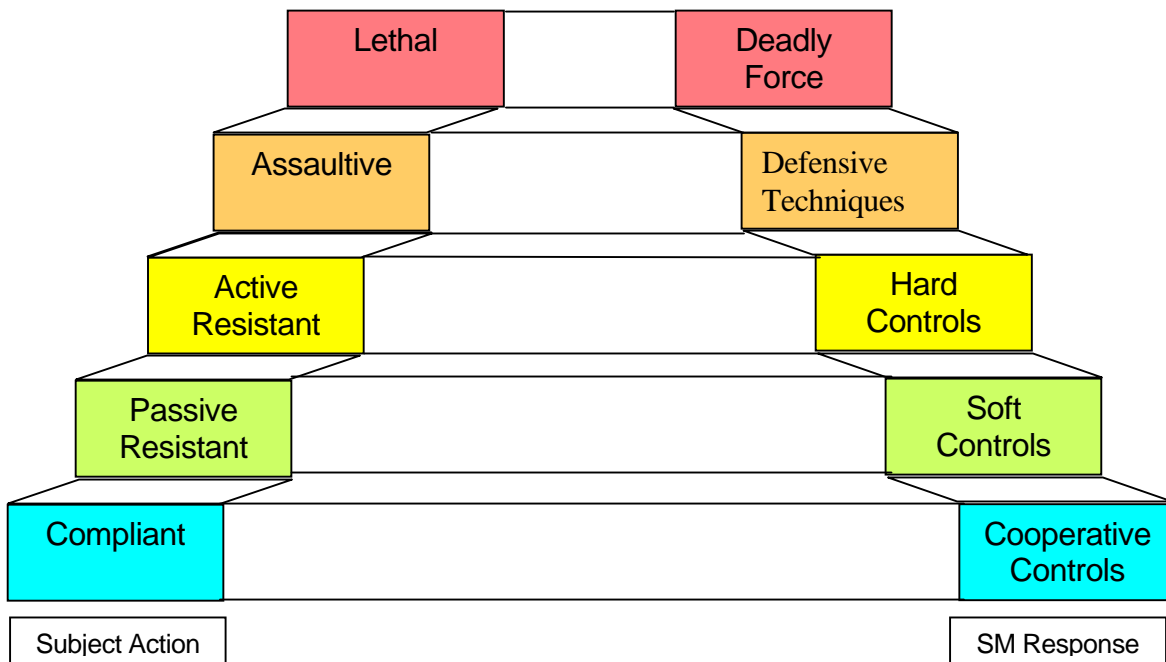 Lethal
Deadly
Force
Assaultive
Defensive
Techniques
Active
Resistant
Hard
Controls
Passive
Resistant
Soft
Controls
Compliant
Cooperative
Controls
Subject Action
SM Response